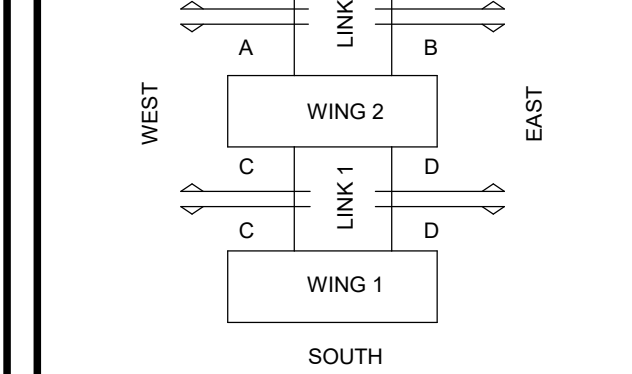 LINK
A B
WING 2
WEST
EAST
C D
LINK 1
C D
WING 1
SOUTH